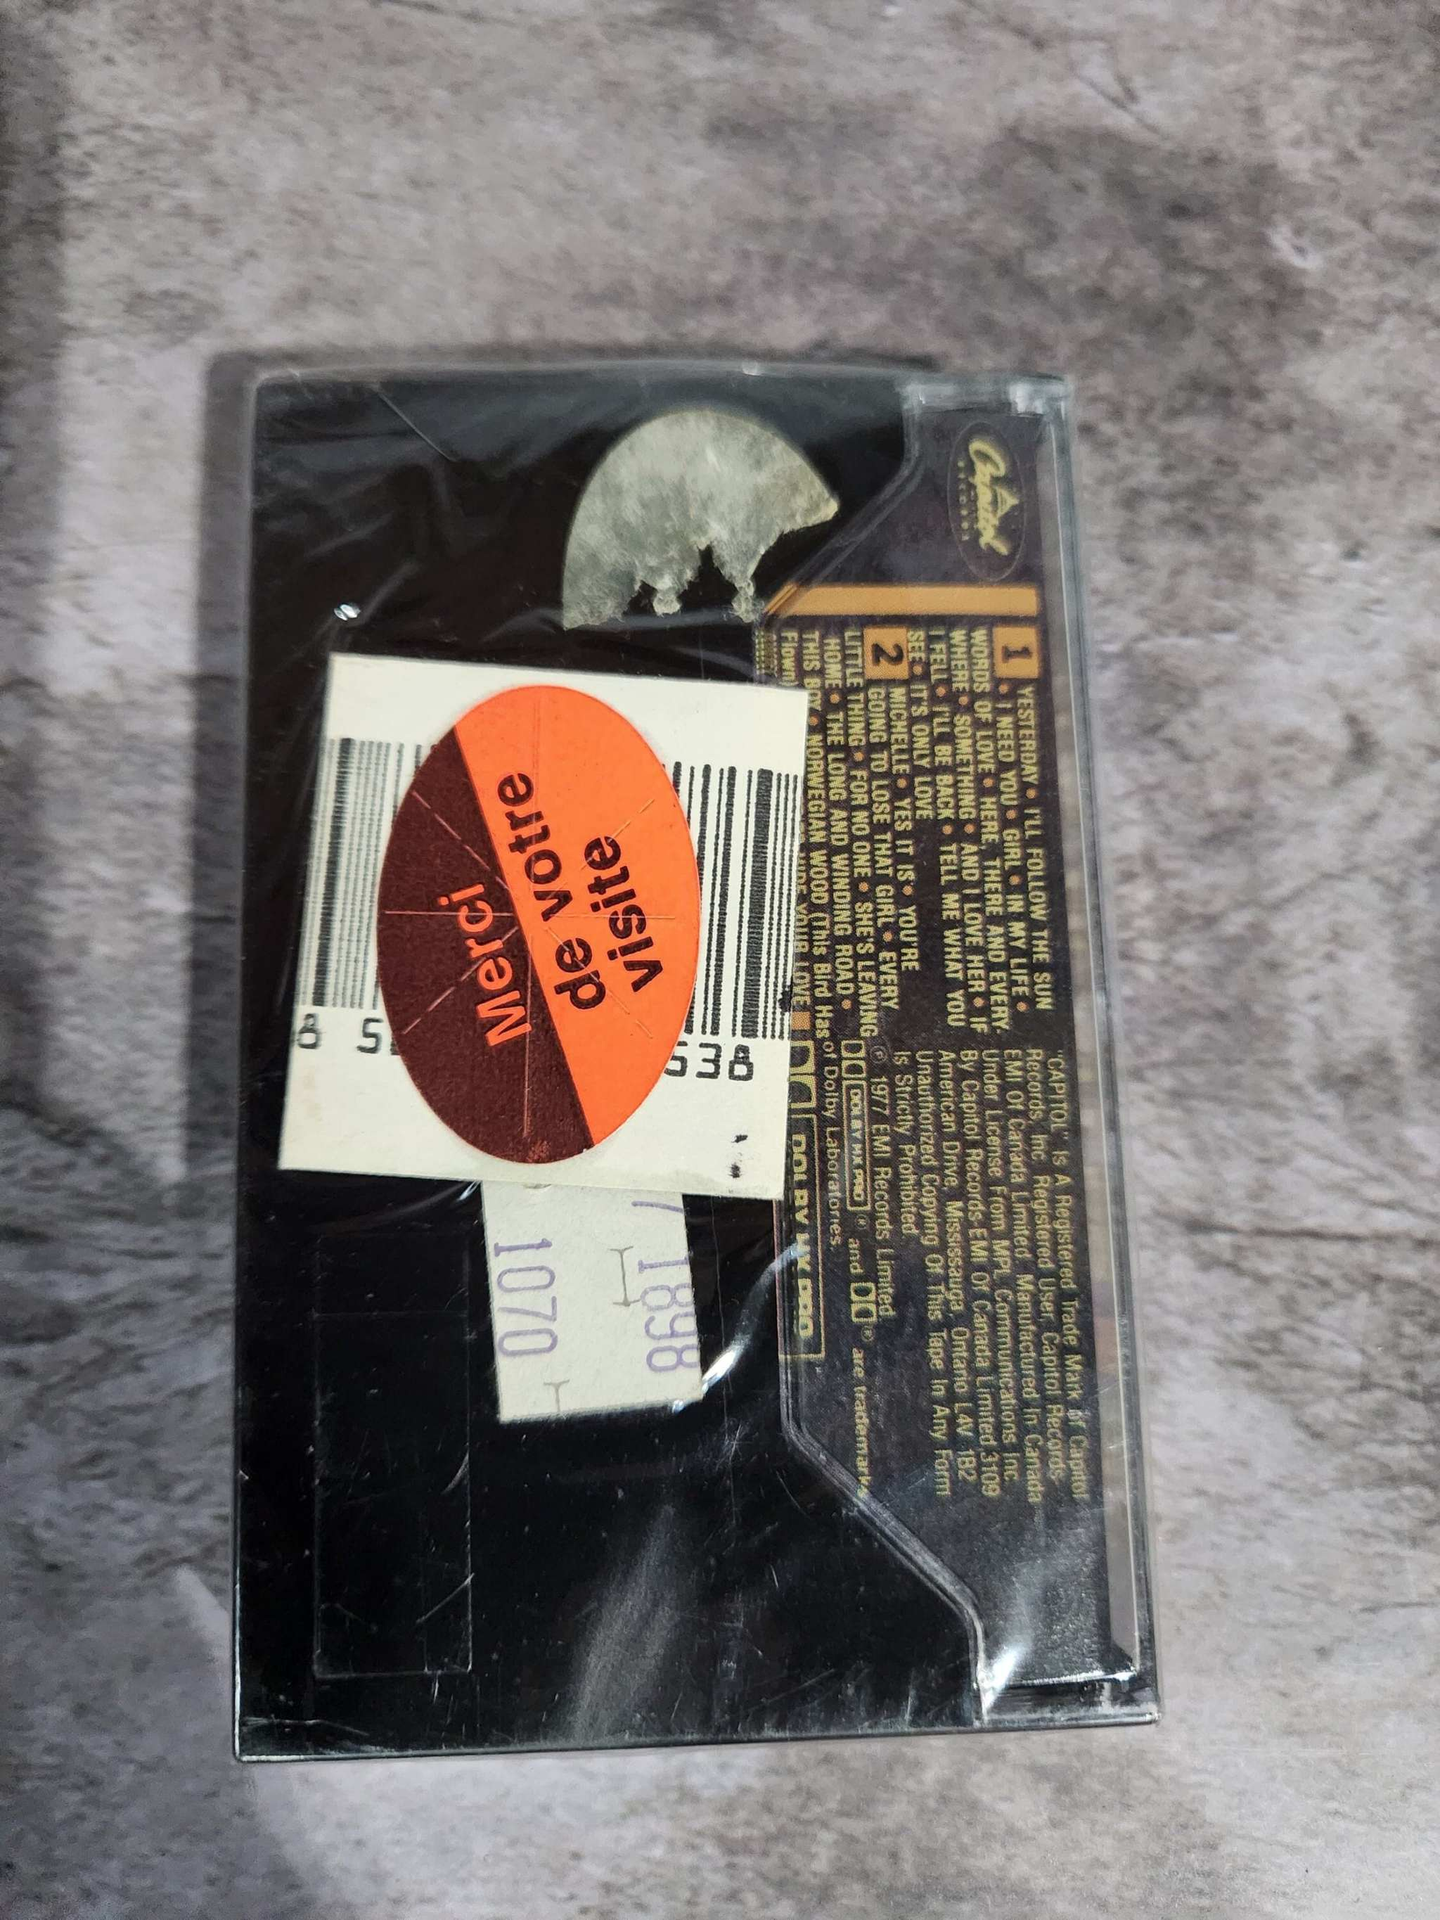 Capitol
RECORDS
1 YESTERDAY • I'LL FOLLOW THE SUN
• I NEED YOU • GIRL • IN MY LIFE •
WORDS OF LOVE • HERE, THERE AND EVERY
WHERE • SOMETHING • AND I LOVE HER • IF
I FELL • I'LL BE BACK • TELL ME WHAT YOU
SEE • IT'S ONLY LOVE
2 MICHELLE • YES IT IS • YOU'RE
GOING TO LOSE THAT GIRL • EVERY
LITTLE THING • FOR NO ONE • SHE'S LEAVING
HOME • THE LONG AND WINDING ROAD •
THIS BOY • NORWEGIAN WOOD (This Bird Has
Flown)
YOUR LOVE
"CAPITOL" Is A Registered Trade Mark of Capitol
Records, Inc. Registered User, Capitol Records-
EMI Of Canada Limited. Manufactured In Canada
Under License From MPL Communications Inc.
By Capitol Records-EMI Of Canada Limited 3109
American Drive, Mississauga, Ontario L4V 1B2
Unauthorized Copying Of This Tape In Any Form
Is Strictly Prohibited
℗ 1977 EMI Records Limited
DOLBY HX PRO ® and ® are trademarks
of Dolby Laboratories.
DOLBY HX PRO
Merci
de votre
visite
8 5
538
1898
1070